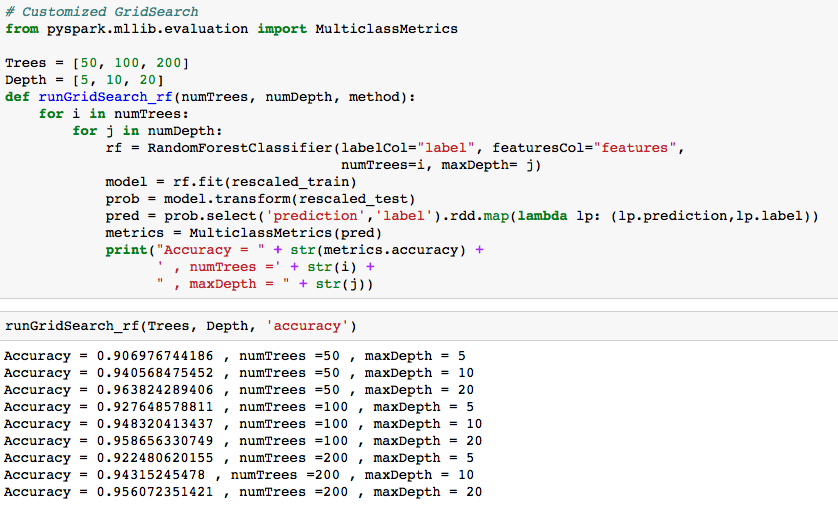 # Customized GridSearch
from pyspark.mllib.evaluation import MulticlassMetrics
Trees = [50, 100, 200]
Depth = [5, 10, 20]
def runGridSearch_rf(numTrees, numDepth, method):
    for i in numTrees:
        for j in numDepth:
            rf = RandomForestClassifier(labelCol="label", featuresCol="features",
                                        numTrees=i, maxDepth= j)
            model = rf.fit(rescaled_train)
            prob = model.transform(rescaled_test)
            pred = prob.select('prediction','label').rdd.map(lambda lp: (lp.prediction,lp.label))
            metrics = MulticlassMetrics(pred)
            print("Accuracy = " + str(metrics.accuracy) +
                  ' , numTrees =' + str(i) +
                  " , maxDepth = " + str(j))
runGridSearch_rf(Trees, Depth, 'accuracy')
Accuracy = 0.906976744186 , numTrees =50 , maxDepth = 5
Accuracy = 0.940568475452 , numTrees =50 , maxDepth = 10
Accuracy = 0.963824289406 , numTrees =50 , maxDepth = 20
Accuracy = 0.927648578811 , numTrees =100 , maxDepth = 5
Accuracy = 0.948320413437 , numTrees =100 , maxDepth = 10
Accuracy = 0.958656330749 , numTrees =100 , maxDepth = 20
Accuracy = 0.922480620155 , numTrees =200 , maxDepth = 5
Accuracy = 0.94315245478 , numTrees =200 , maxDepth = 10
Accuracy = 0.956072351421 , numTrees =200 , maxDepth = 20